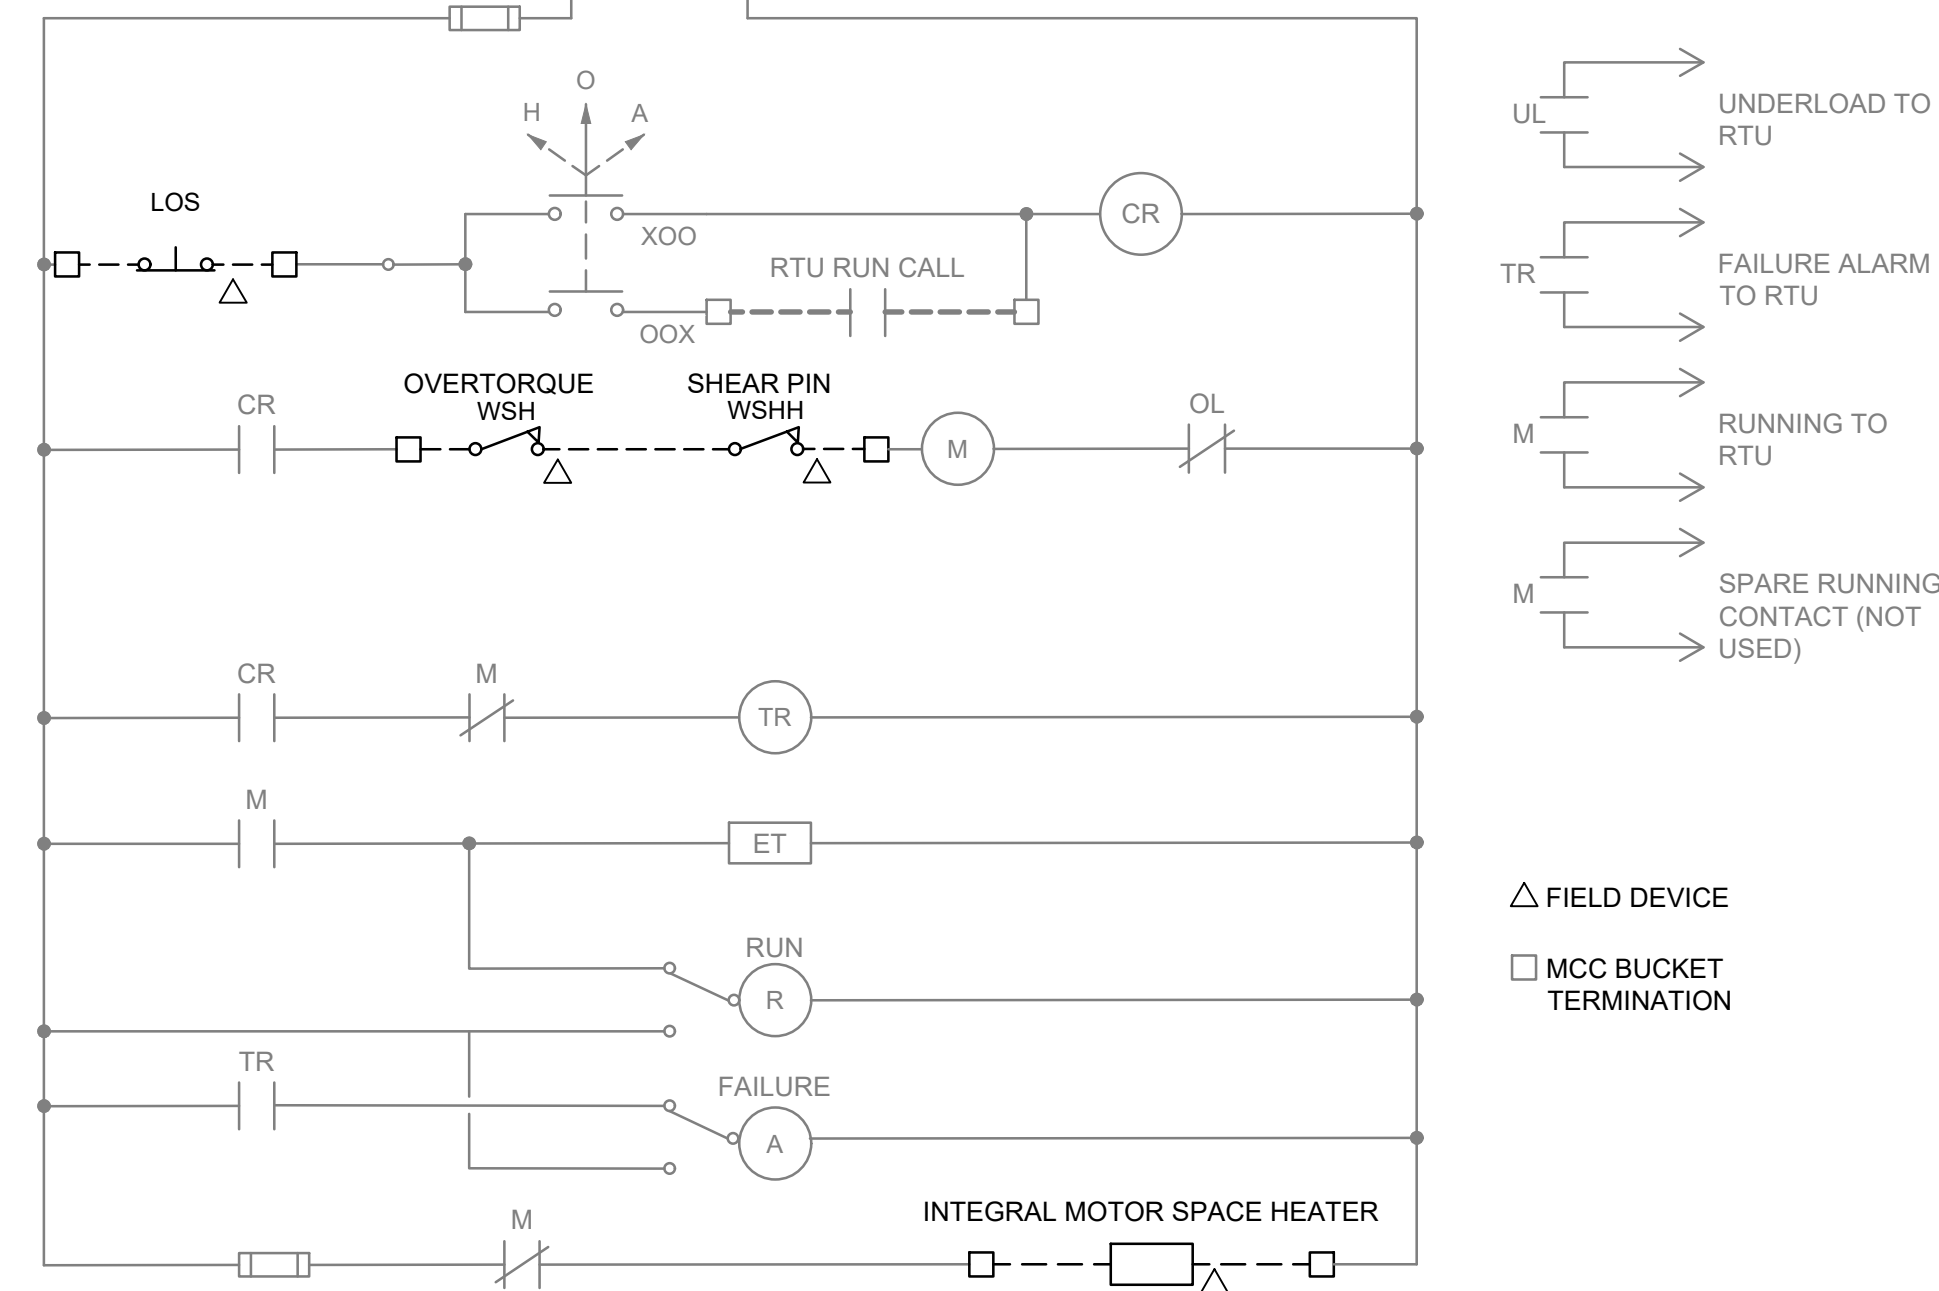 O
H
A
LOS
XOO
CR
RTU RUN CALL
OOX
OVERTORQUE
WSH
SHEAR PIN
WSHH
CR
M
OL
CR
M
TR
M
ET
RUN
R
TR
FAILURE
A
INTEGRAL MOTOR SPACE HEATER
M
UL
UNDERLOAD TO
RTU
TR
FAILURE ALARM
TO RTU
M
RUNNING TO
RTU
M
SPARE RUNNING
CONTACT (NOT
USED)
FIELD DEVICE
MCC BUCKET
TERMINATION